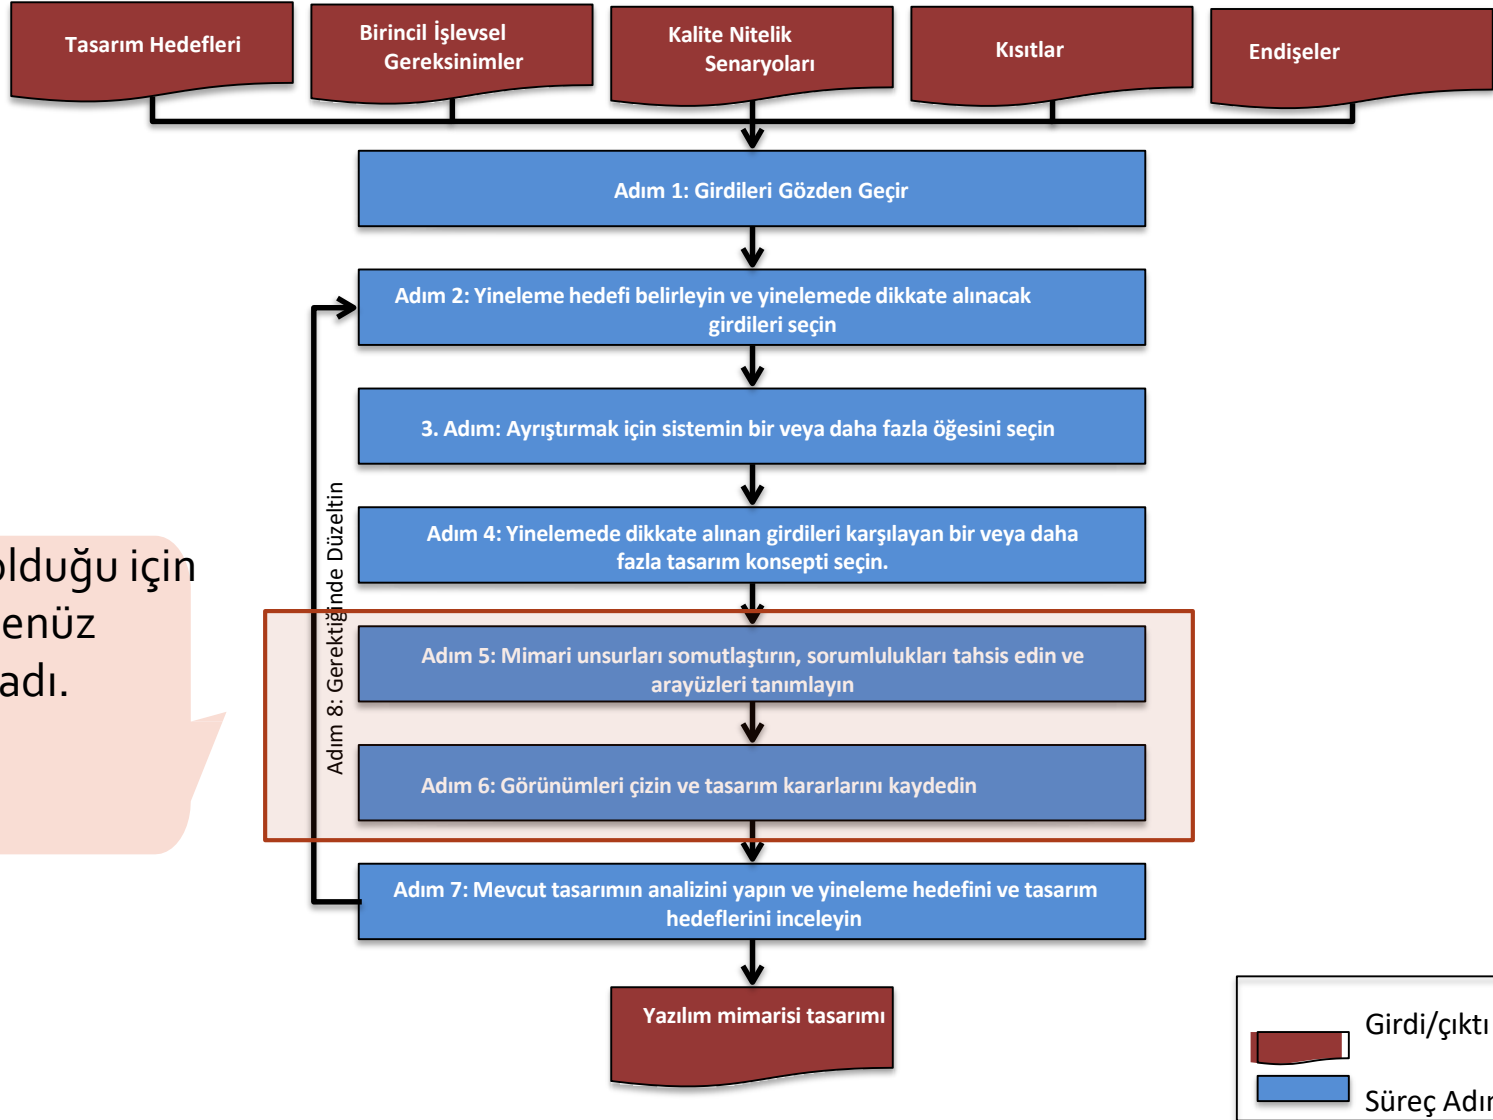 Tasarım Hedefleri
Birincil İşlevsel
Gereksinimler
Kalite Nitelik
Senaryoları
Kısıtlar
Endişeler
Adım 1: Girdileri Gözden Geçir
Adım 2: Yineleme hedefi belirleyin ve yinelemede dikkate alınacak
girdileri seçin
3. Adım: Ayrıştırmak için sistemin bir veya daha fazla öğesini seçin
Adım 4: Yinelemede dikkate alınan girdileri karşılayan bir veya daha
fazla tasarım konsepti seçin.
Adım 8: Gerektiğinde Düzeltin
olduğu için
enüz
adı.
Adım 5: Mimari unsurları somutlaştırın, sorumlulukları tahsis edin ve
arayüzleri tanımlayın
Adım 6: Görünümleri çizin ve tasarım kararlarını kaydedin
Adım 7: Mevcut tasarımın analizini yapın ve yineleme hedefini ve tasarım
hedeflerini inceleyin
Yazılım mimarisi tasarımı
Girdi/çıktı
Süreç Adır